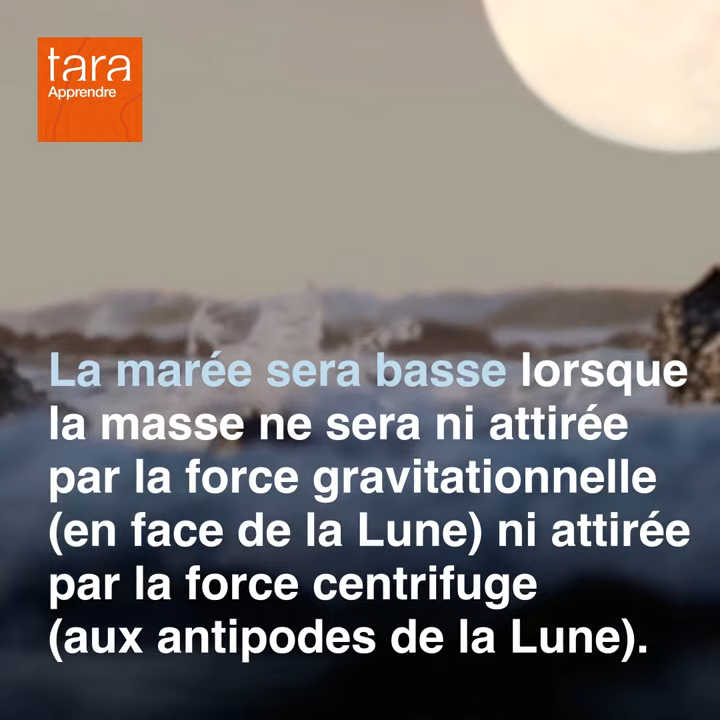 tara
Apprendre
La marée sera basse lorsque
la masse ne sera ni attirée
par la force gravitationnelle
(en face de la Lune) ni attirée
par la force centrifuge
(aux antipodes de la Lune).